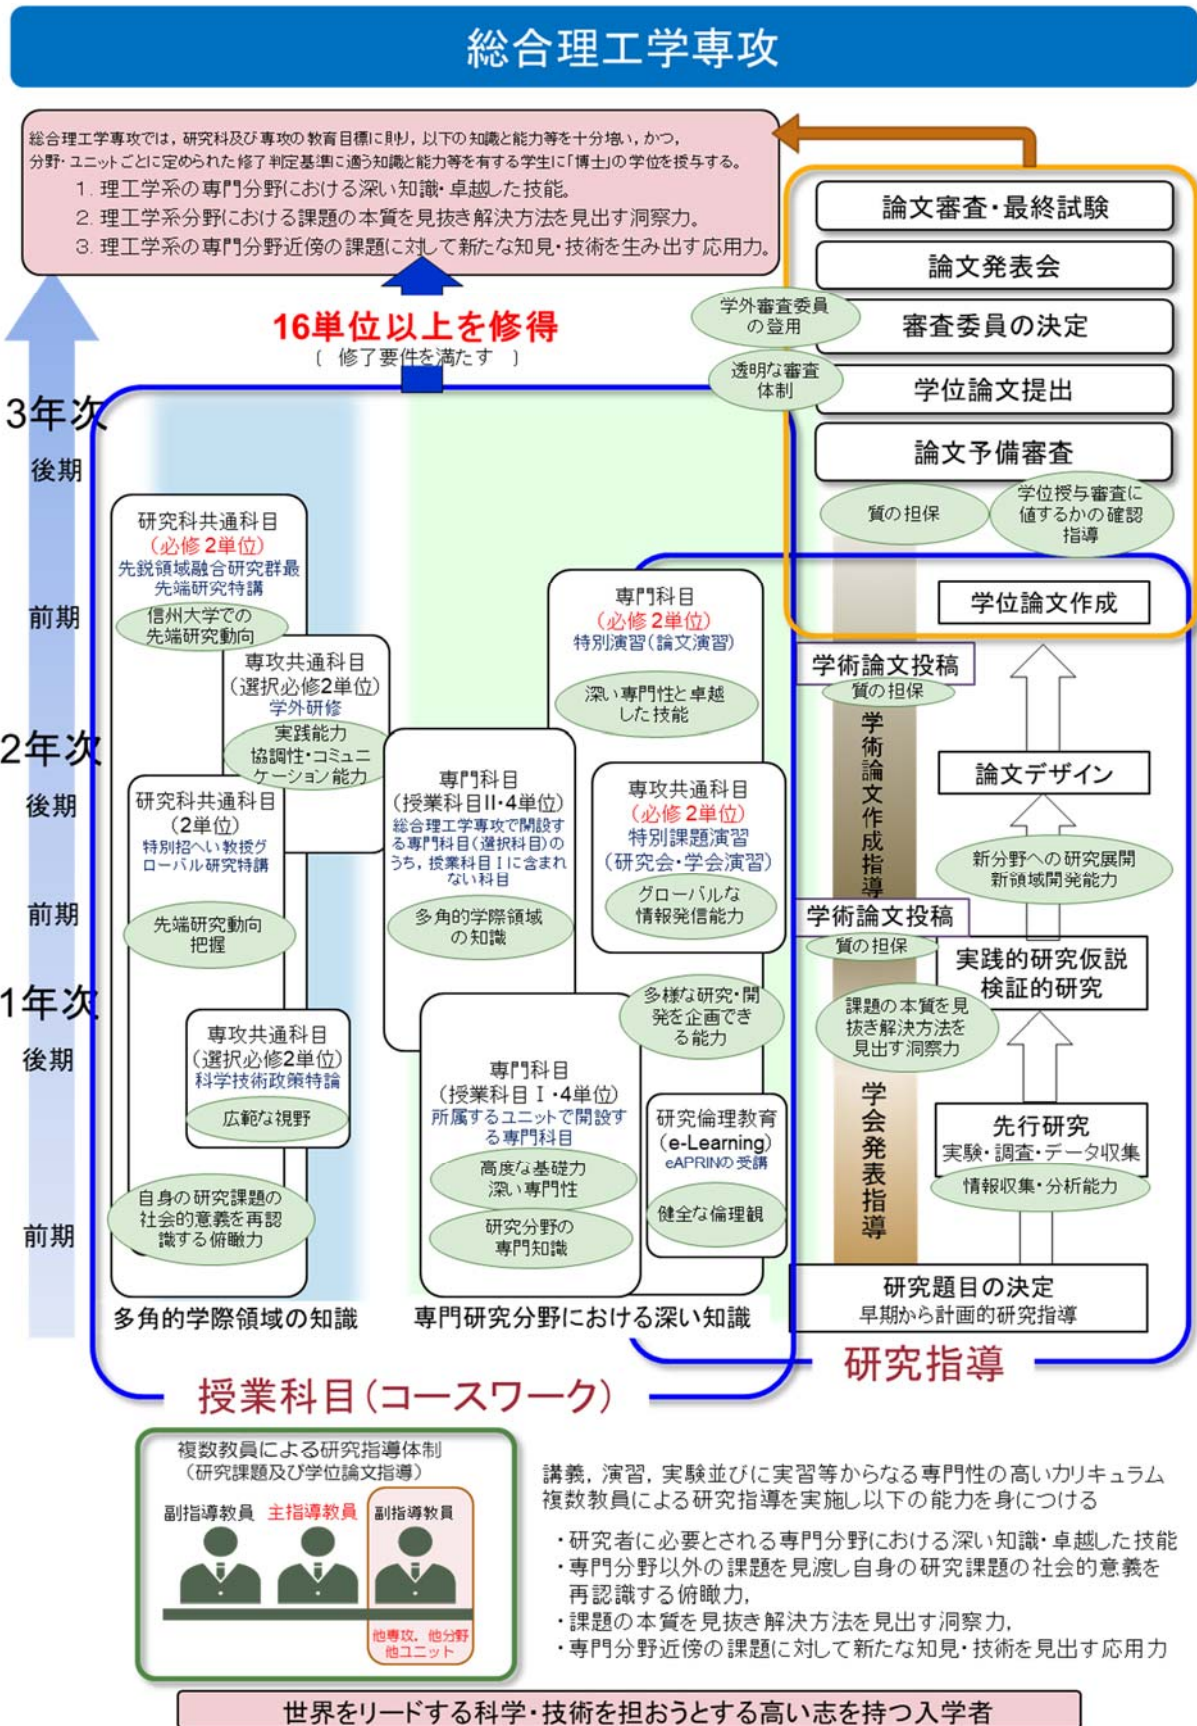 総合理工学専攻
総合理工学専攻では，研究科及び専攻の教育目標に則り，以下の知識と能力等を十分培い，かつ，
分野・ユニットごとに定められた修了判定基準に適う知識と能力等を有する学生に「博士」の学位を授与する。
1. 理工学系の専門分野における深い知識・卓越した技能。
2. 理工学系分野における課題の本質を見抜き解決方法を見出す洞察力。
3. 理工学系の専門分野近傍の課題に対して新たな知見・技術を生み出す応用力。
16単位以上を修得
（ 修了要件を満たす ）
論文審査・最終試験
論文発表会
学外審査委員
の登用
審査委員の決定
透明な審査
体制
学位論文提出
論文予備審査
質の担保
学位授与審査に
値するかの確認
指導
3年次
後期
前期
2年次
後期
前期
1年次
後期
前期
研究科共通科目
（必修 2単位）
先鋭領域融合研究群最
先端研究特講
信州大学での
先端研究動向
専攻共通科目
（選択必修2単位）
学外研修
実践能力
協調性・コミュニ
ケーション能力
研究科共通科目
（2単位）
特別招へい教授グ
ローバル研究特講
先端研究動向
把握
専攻共通科目
（選択必修2単位）
科学技術政策特論
広範な視野
自身の研究課題の
社会的意義を再認
識する俯瞰力
多角的学際領域の知識
専門科目
（必修 2単位）
特別演習（論文演習）
深い専門性と卓越
した技能
専門科目
（授業科目II・4単位）
総合理工学専攻で開設す
る専門科目（選択科目）の
うち，授業科目Ⅰに含まれ
ない科目
多角的学際領域
の知識
専攻共通科目
（必修 2単位）
特別課題演習
（研究会・学会演習）
グローバルな
情報発信能力
多様な研究・開
発を企画でき
る能力
専門科目
（授業科目Ⅰ・4単位）
所属するユニットで開設す
る専門科目
高度な基礎力
深い専門性
研究分野の
専門知識
研究倫理教育
（e-Learning）
eAPRINの受講
健全な倫理観
専門研究分野における深い知識
学位論文作成
学術論文投稿
質の担保
学術論文作成指導
論文デザイン
新分野への研究展開
新領域開発能力
学術論文投稿
質の担保
実践的研究仮説
検証的研究
課題の本質を見
抜き解決方法を
見出す洞察力
学会発表指導
先行研究
実験・調査・データ収集
情報収集・分析能力
研究題目の決定
早期から計画的研究指導
研究指導
授業科目（コースワーク）
複数教員による研究指導体制
（研究課題及び学位論文指導）
副指導教員 主指導教員 副指導教員
他専攻，他分野
他ユニット
講義，演習，実験並びに実習等からなる専門性の高いカリキュラム
複数教員による研究指導を実施し以下の能力を身につける
・研究者に必要とされる専門分野における深い知識・卓越した技能
・専門分野以外の課題を見渡し自身の研究課題の社会的意義を
再認識する俯瞰力，
・課題の本質を見抜き解決方法を見出す洞察力，
・専門分野近傍の課題に対して新たな知見・技術を見出す応用力
世界をリードする科学・技術を担おうとする高い志を持つ入学者